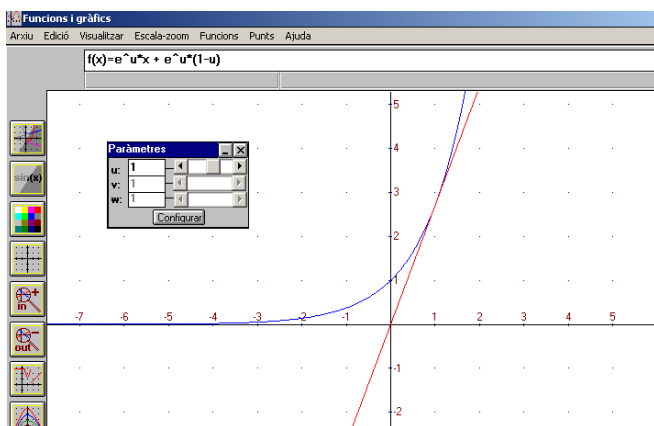 Funcions i gràfics
Arxiu Edició Visualitzar Escala-zoom Funcions Punts Ajuda
f(x)=e^u*x + e^u*(1-u)
Paràmetres
u: 1
v: 1
w: 1
Configurar
sin(x)
in
out
5
4
3
2
1
-7 -6 -5 -4 -3 -2 -1 1 2 3 4 5
-1
-2